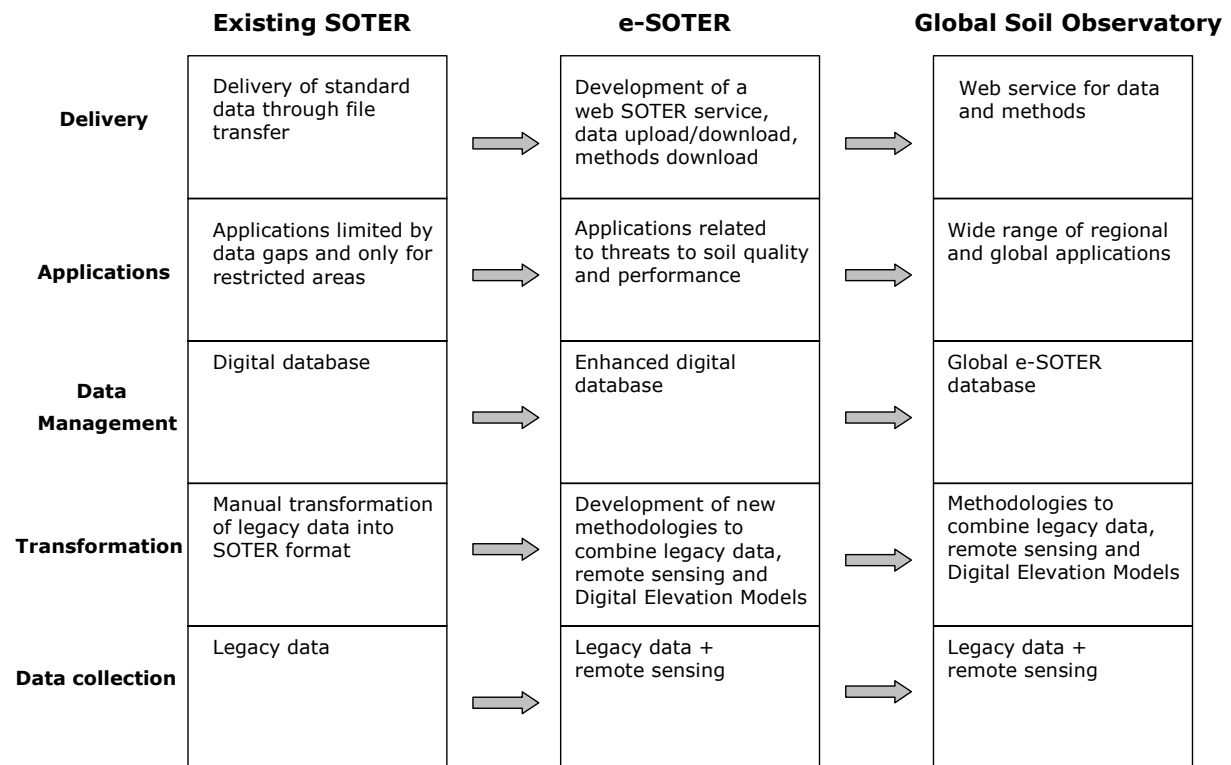 Existing SOTER
e-SOTER
Global Soil Observatory
Delivery
Delivery of standard
data through file
transfer
Development of a
web SOTER service,
data upload/download,
methods download
Web service for data
and methods
Applications
Applications limited by
data gaps and only for
restricted areas
Applications related
to threats to soil quality
and performance
Wide range of regional
and global applications
Data
Management
Digital database
Enhanced digital
database
Global e-SOTER
database
Transformation
Manual transformation
of legacy data into
SOTER format
Development of new
methodologies to
combine legacy data,
remote sensing and
Digital Elevation Models
Methodologies to
combine legacy data,
remote sensing and
Digital Elevation Models
Data collection
Legacy data
Legacy data +
remote sensing
Legacy data +
remote sensing